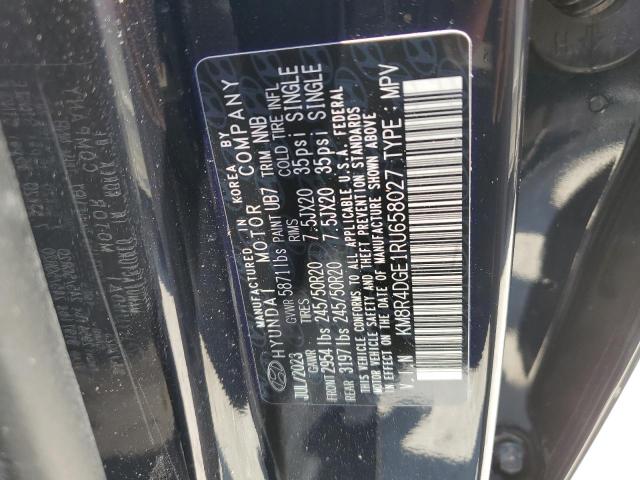 HYUNDAI MOTOR COMPANY
MFD. IN KOREA BY
JUL/2023 GVWR 5871 lbs PAINT UB7 TRIM NNB
GAWR TIRES RIMS COLD TIRE INFL
FRONT 2954 lbs 245/50R20 7.5JX20 35psi SINGLE
REAR 3197 lbs 245/50R20 7.5JX20 35psi SINGLE
THIS VEHICLE CONFORMS TO ALL APPLICABLE U.S.A. FEDERAL
MOTOR VEHICLE SAFETY AND THEFT PREVENTION STANDARDS
IN EFFECT ON THE DATE OF MANUFACTURE SHOWN ABOVE
V.I.N KM8R4DGE1RU658027 TYPE : MPV